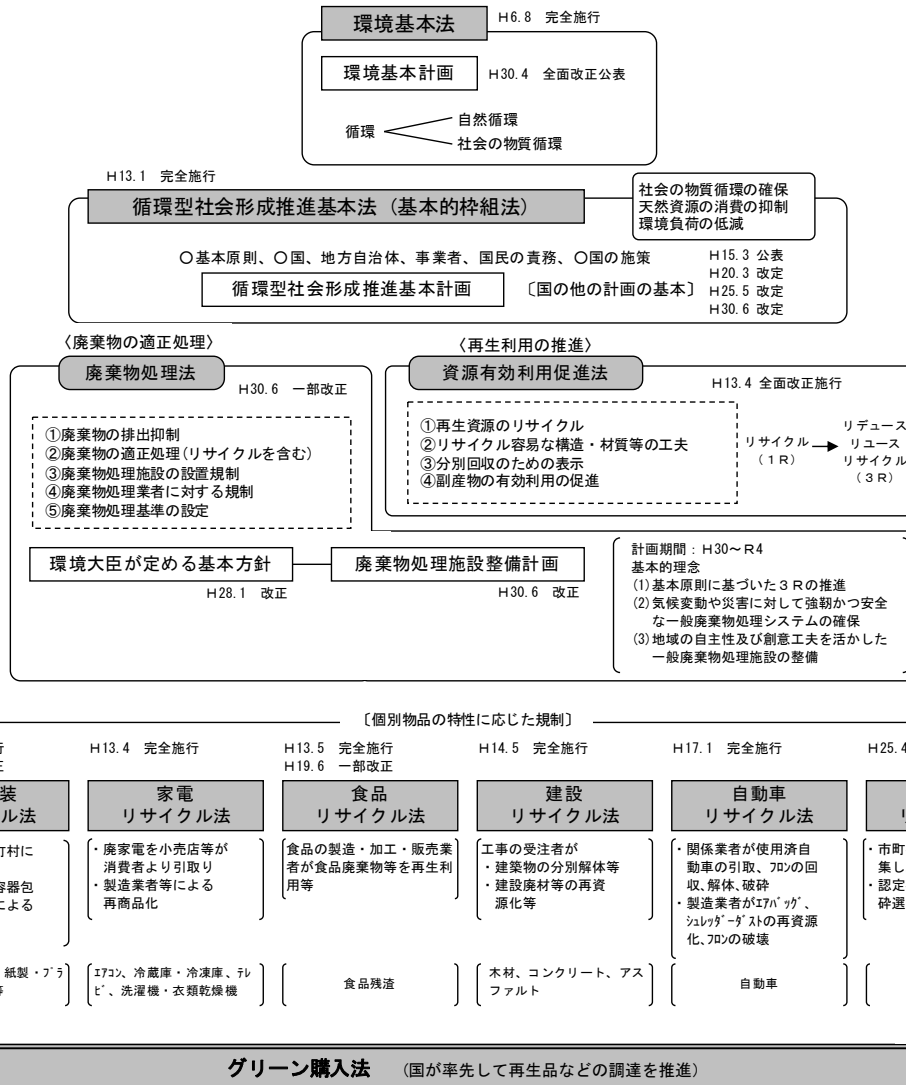 環境基本法
H6.8 完全施行
環境基本計画
H30.4 全面改正公表
循環
自然循環
社会の物質循環
H13.1 完全施行
循環型社会形成推進基本法（基本的枠組法）
社会の物質循環の確保
天然資源の消費の抑制
環境負荷の低減
〇基本原則、〇国、地方自治体、事業者、国民の責務、〇国の施策
循環型社会形成推進基本計画
〔国の他の計画の基本〕
H15.3 公表
H20.3 改定
H25.5 改定
H30.6 改定
〈廃棄物の適正処理〉
廃棄物処理法
H30.6 一部改正
①廃棄物の排出抑制
②廃棄物の適正処理(リサイクルを含む)
③廃棄物処理施設の設置規制
④廃棄物処理業者に対する規制
⑤廃棄物処理基準の設定
〈再生利用の推進〉
資源有効利用促進法
H13.4 全面改正施行
①再生資源のリサイクル
②リサイクル容易な構造・材質等の工夫
③分別回収のための表示
④副産物の有効利用の促進
リサイクル
（1R）
リデュース
リユース
リサイクル
（3R）
環境大臣が定める基本方針
H28.1 改正
廃棄物処理施設整備計画
H30.6 改正
計画期間：H30～R4
基本的理念
(1)基本原則に基づいた3Rの推進
(2)気候変動や災害に対して強靭かつ安全
な一般廃棄物処理システムの確保
(3)地域の自主性及び創意工夫を活かした
一般廃棄物処理施設の整備
〔個別物品の特性に応じた規制〕
行
正
装
ル法
町村に
容器包
による
紙製・プラ
等
H13.4 完全施行
家電
リサイクル法
・廃家電を小売店等が
消費者より引取り
・製造業者等による
再商品化
エアコン、冷蔵庫・冷凍庫、テレ
ビ、洗濯機・衣類乾燥機
H13.5 完全施行
H19.6 一部改正
食品
リサイクル法
食品の製造・加工・販売業
者が食品廃棄物等を再生利
用等
食品残渣
H14.5 完全施行
建設
リサイクル法
工事の受注者が
・建築物の分別解体等
・建設廃材等の再資
源化等
木材、コンクリート、アス
ファルト
H17.1 完全施行
自動車
リサイクル法
・関係業者が使用済自
動車の引取、フロンの回
収、解体、破砕
・製造業者がエアバッグ、
シュレッダーダストの再資源
化、フロンの破壊
自動車
H25.4
リ
・市町
集し
・認定
砕選
グリーン購入法 （国が率先して再生品などの調達を推進）